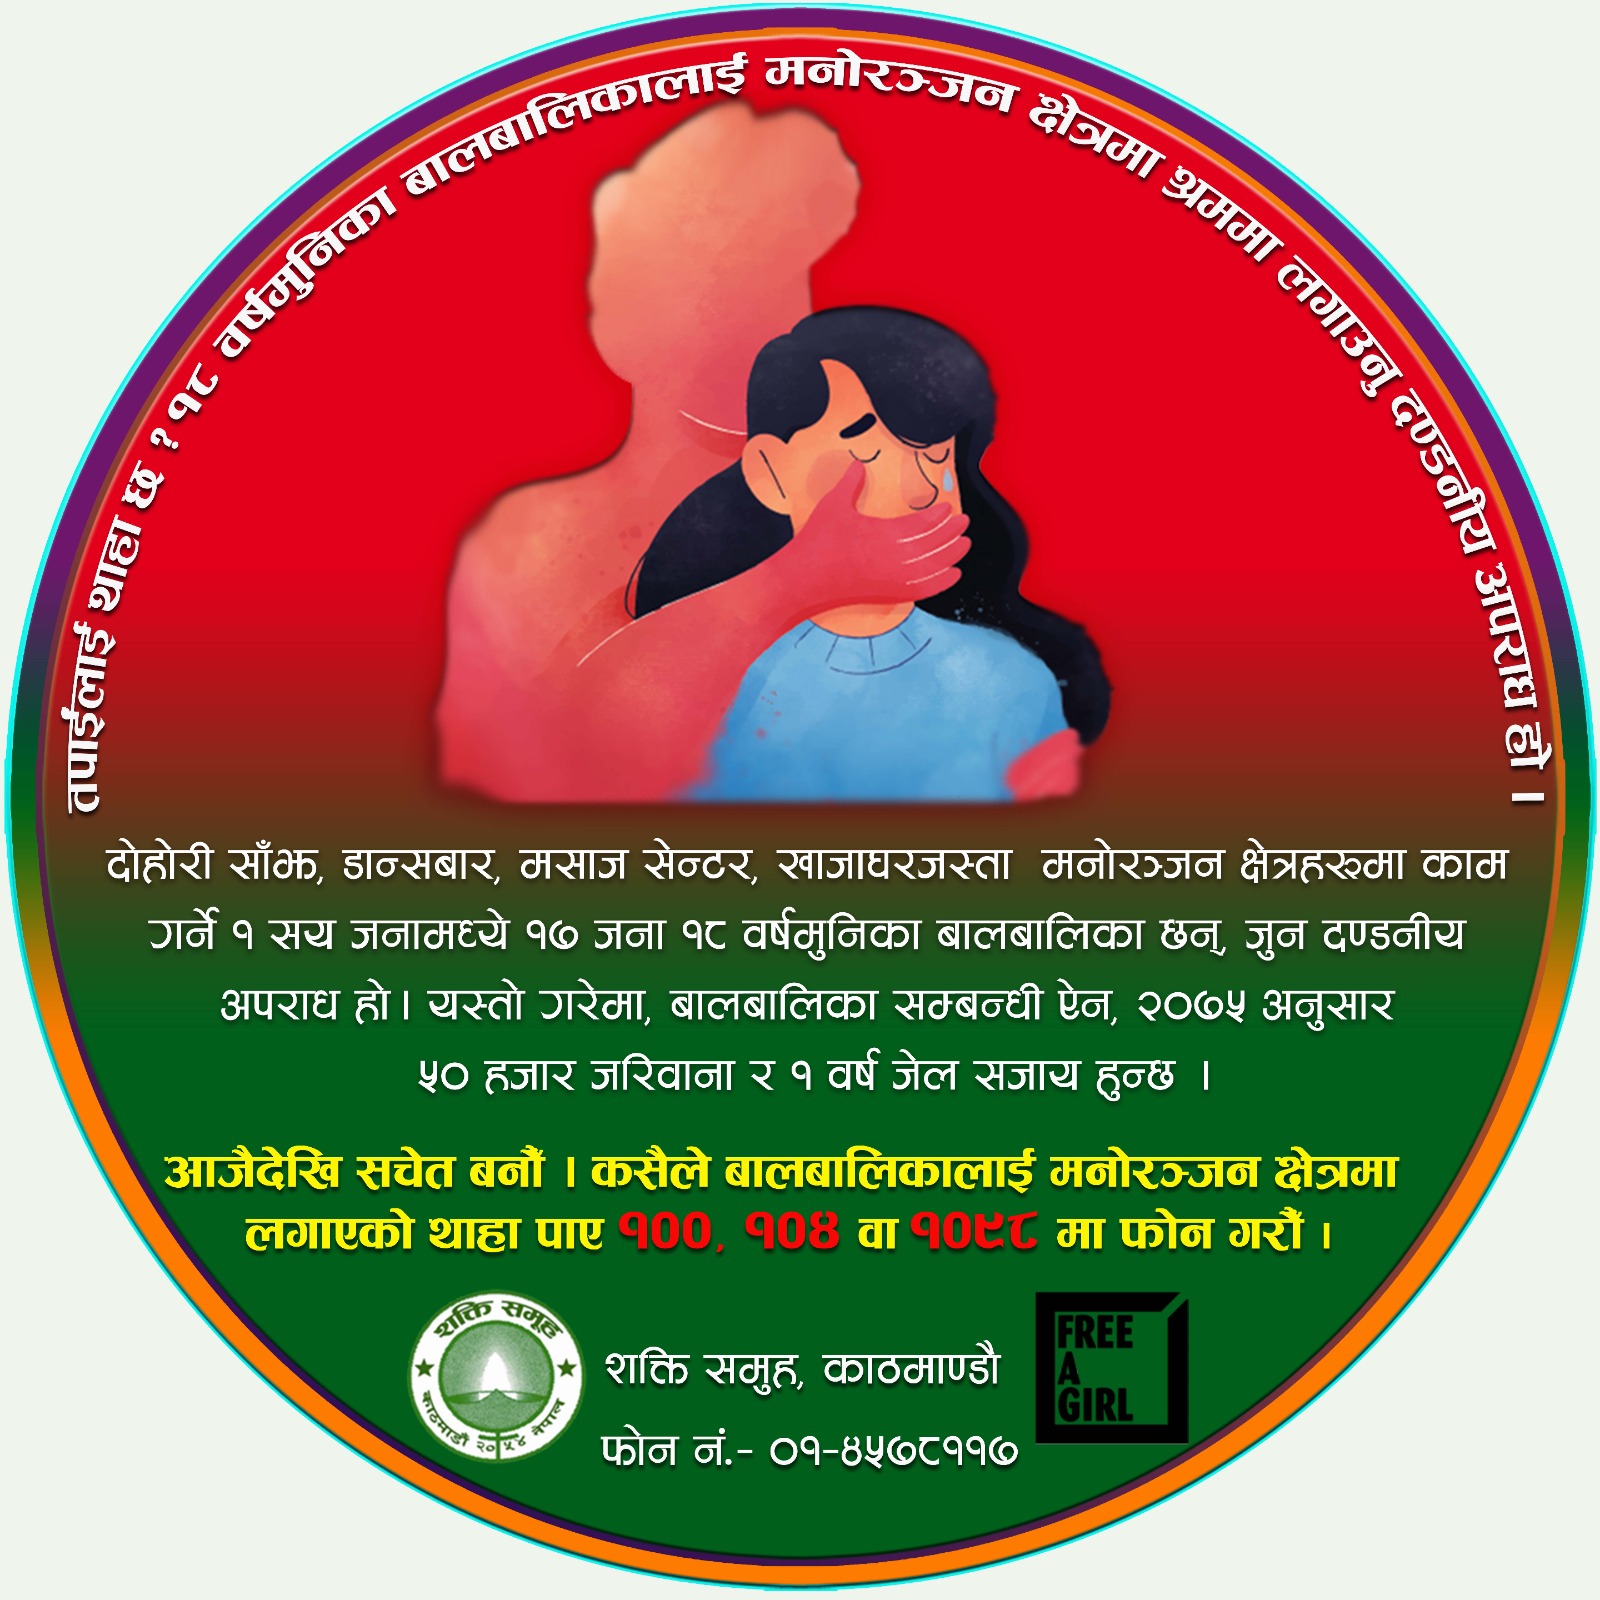 तपाईंलाई थाहा छ ? १८ वर्षमुनिका बालबालिकालाई मनोरञ्जन क्षेत्रमा श्रममा लगाउनु दण्डनीय अपराध हो ।
दोहोरी साँझ, डान्सबार, मसाज सेन्टर, खाजाघरजस्ता मनोरञ्जन क्षेत्रहरुमा काम
गर्ने १ सय जनामध्ये १७ जना १८ वर्षमुनिका बालबालिका छन्, जुन दण्डनीय
अपराध हो । यस्तो गरेमा, बालबालिका सम्बन्धी ऐन, २०७५ अनुसार
५० हजार जरिवाना र १ वर्ष जेल सजाय हुन्छ ।
आजैदेखि सचेत बनौं । कसैले बालबालिकालाई मनोरञ्जन क्षेत्रमा
लगाएको थाहा पाए १००, १०४ वा १०९८ मा फोन गरौं ।
शक्ति समूह
काठमाडौं २०५४ नेपाल
शक्ति समुह, काठमाण्डौ
फोन नं.- ०१-४५७८११७
FREE
A
GIRL